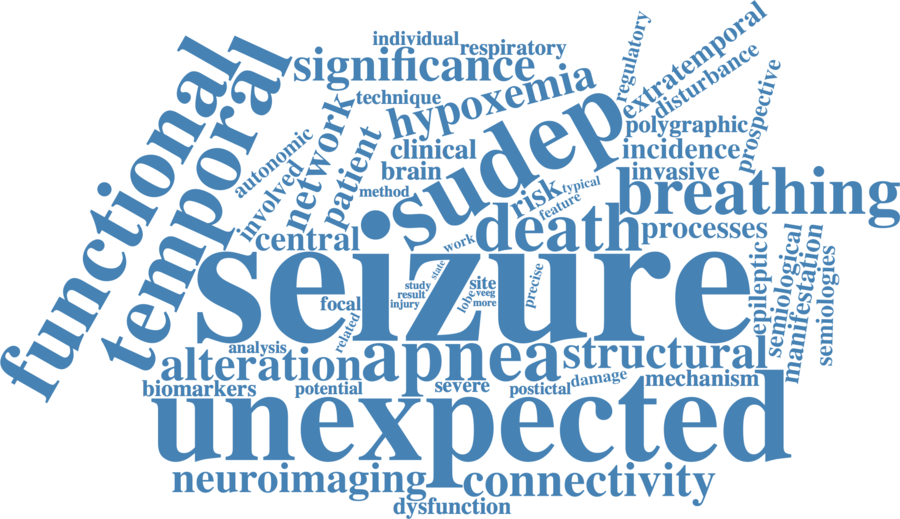 individual
respiratory
significance
regulatory
extratemporal
disturbance
functional
temporal
technique
hypoxemia
network
patient
autonomic
involved
clinical
brain
method
sudep
polygraphic
prospective
incidence
invasive
risk
typical
feature
breathing
central
work
death
processes
seizure
state
study
result
injury
site
lobe
veeg
more
precise
focal
related
epileptic
semiological
manifestation
semiologies
analysis
alteration
apnea
structural
biomarkers
potential
severe
postictal
damage
mechanism
unexpected
neuroimaging
connectivity
dysfunction